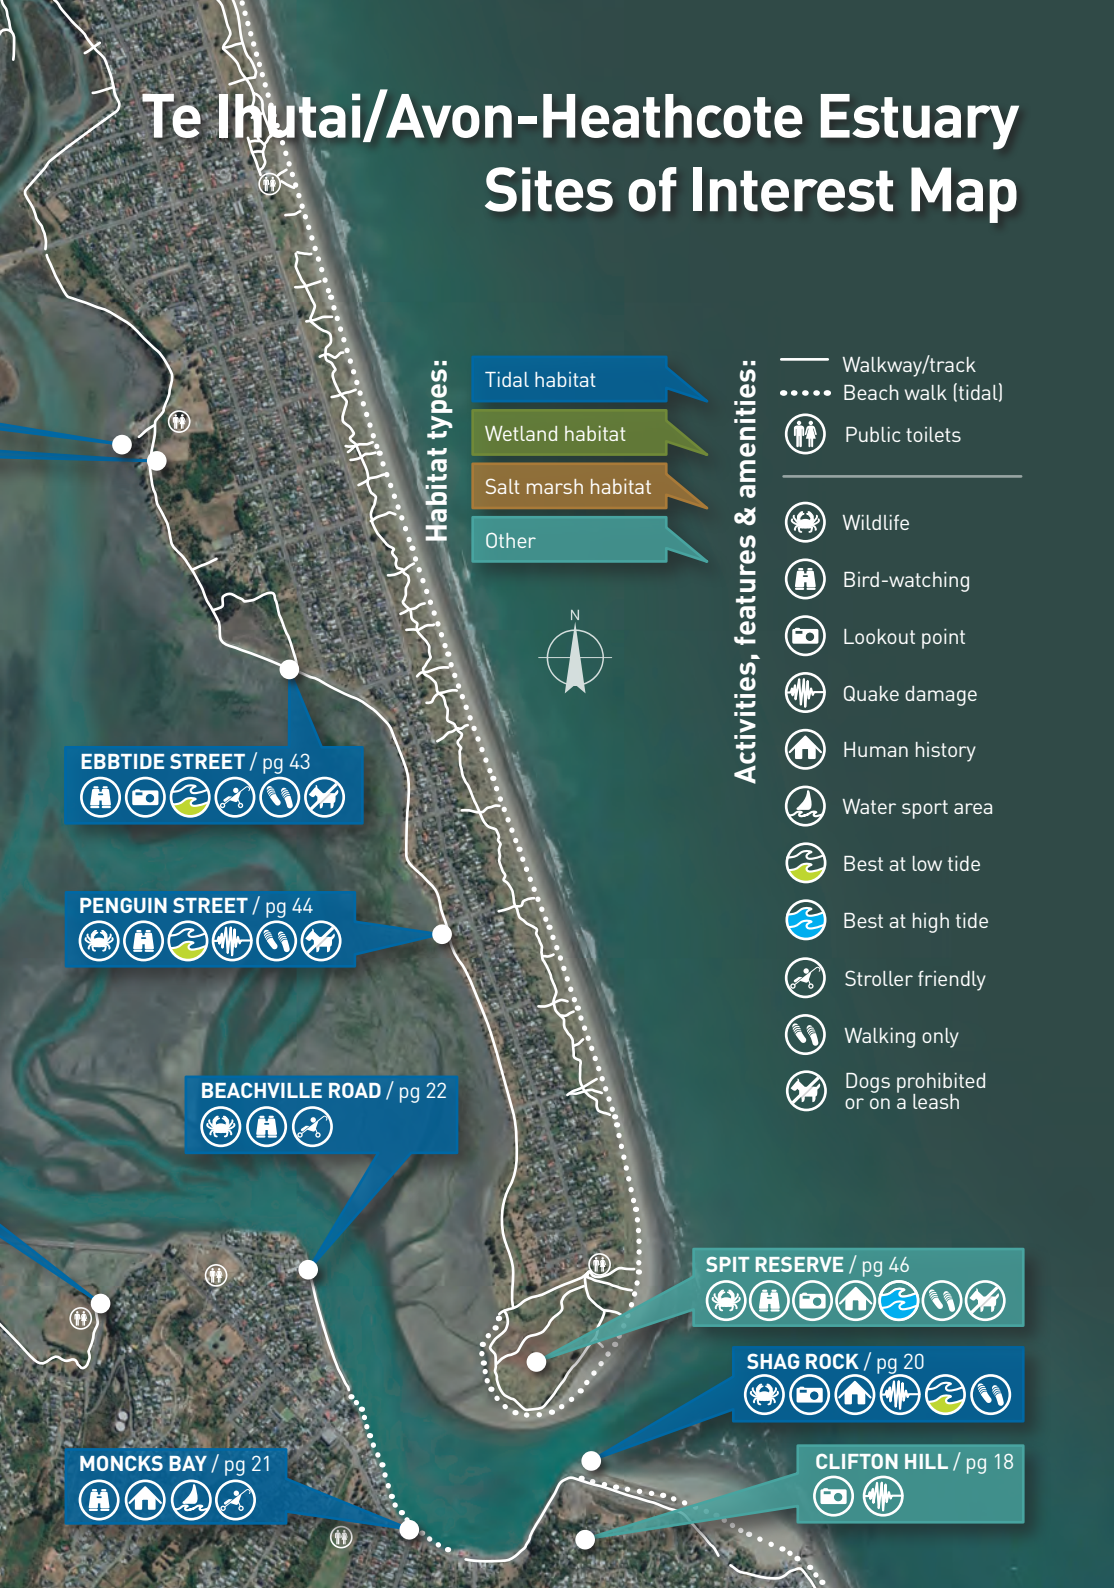 Te Ihutai/Avon-Heathcote Estuary
Sites of Interest Map
Habitat types:
Tidal habitat
Wetland habitat
Salt marsh habitat
Other
N
Activities, features & amenities:
Walkway/track
Beach walk (tidal)
Public toilets
Wildlife
Bird-watching
Lookout point
Quake damage
Human history
Water sport area
Best at low tide
Best at high tide
Stroller friendly
Walking only
Dogs prohibited
or on a leash
EBBTIDE STREET / pg 43
PENGUIN STREET / pg 44
BEACHVILLE ROAD / pg 22
SPIT RESERVE / pg 46
SHAG ROCK / pg 20
MONCKS BAY / pg 21
CLIFTON HILL / pg 18